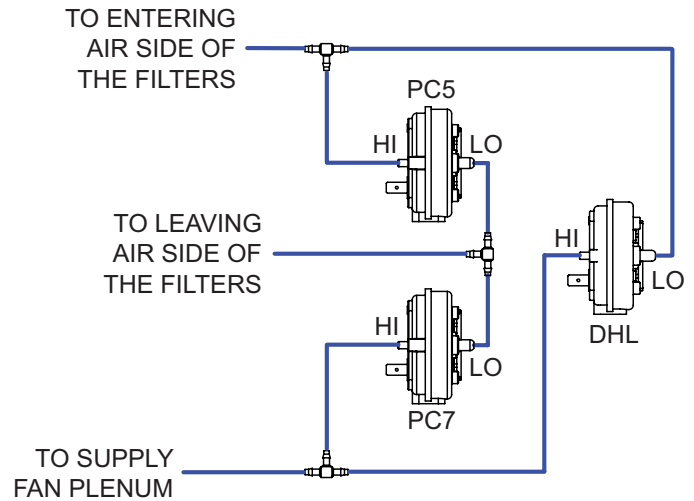 TO ENTERING
AIR SIDE OF
THE FILTERS
PC5
HI
LO
TO LEAVING
AIR SIDE OF
THE FILTERS
HI
LO
DHL
HI
LO
PC7
TO SUPPLY
FAN PLENUM